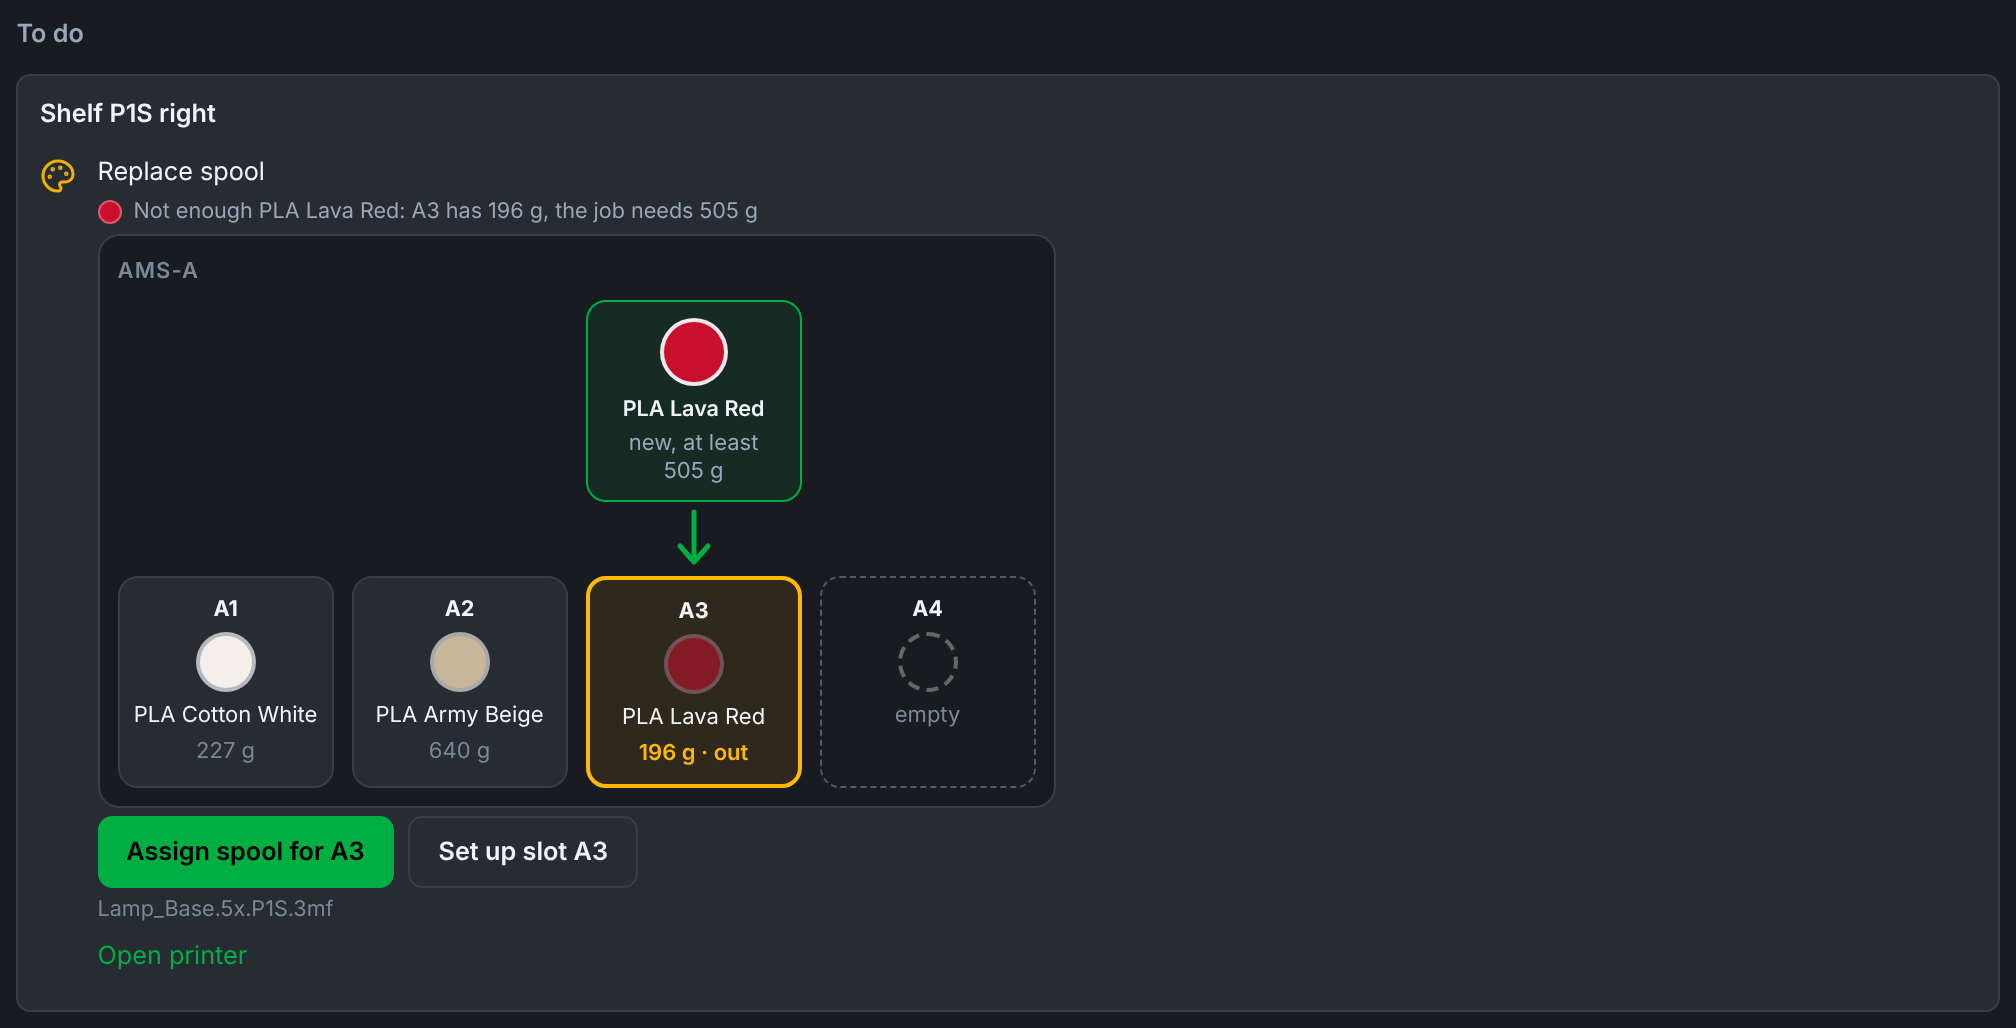 To do
Shelf P1S right
Replace spool
Not enough PLA Lava Red: A3 has 196 g, the job needs 505 g
AMS-A
PLA Lava Red
new, at least
505 g
A1
PLA Cotton White
227 g
A2
PLA Army Beige
640 g
A3
PLA Lava Red
196 g · out
A4
empty
Assign spool for A3
Set up slot A3
Lamp_Base.5x.P1S.3mf
Open printer